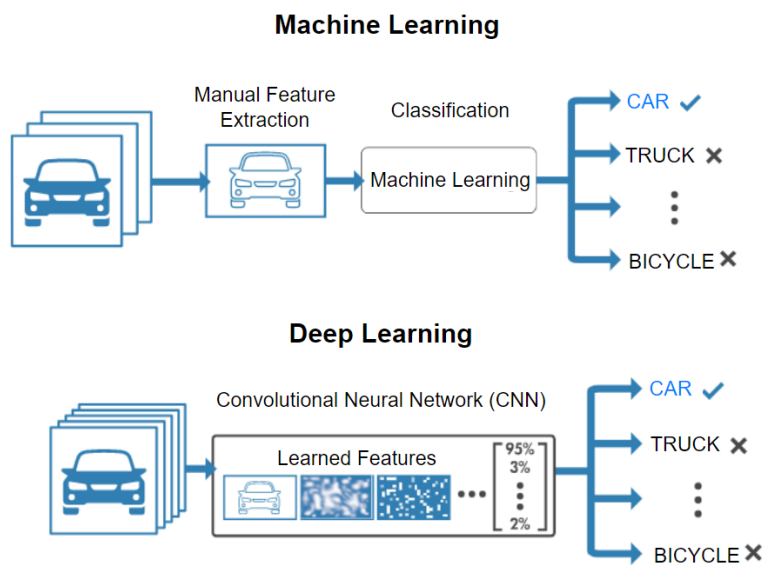 Machine Learning
Manual Feature
Extraction
Classification
Machine Learning
CAR
TRUCK
BICYCLE
Deep Learning
Convolutional Neural Network (CNN)
Learned Features
95%
3%
2%
CAR
TRUCK
BICYCLE